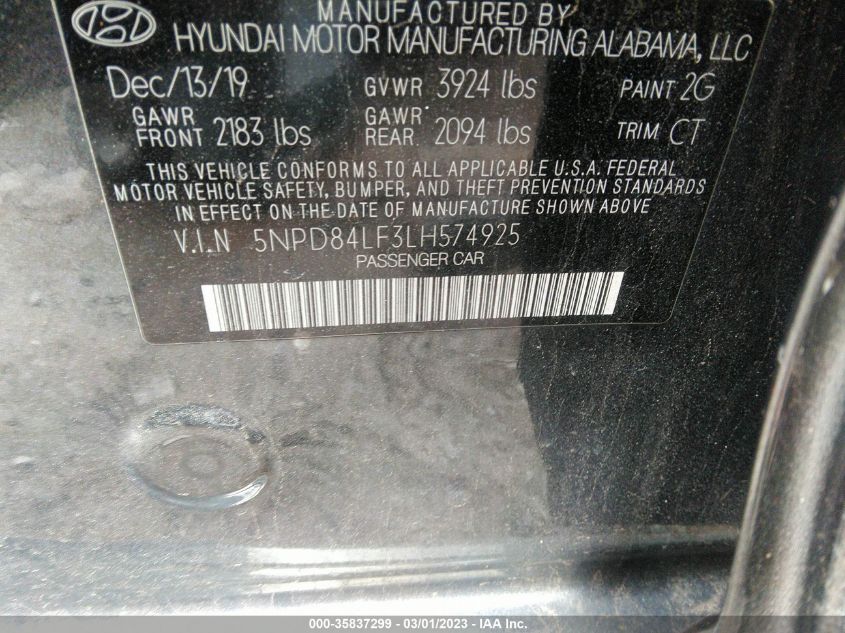 MANUFACTURED BY
HYUNDAI MOTOR MANUFACTURING ALABAMA, LLC
Dec/13/19 GVWR 3924 lbs PAINT 2G
GAWR FRONT 2183 lbs GAWR REAR 2094 lbs TRIM CT
THIS VEHICLE CONFORMS TO ALL APPLICABLE U.S.A. FEDERAL
MOTOR VEHICLE SAFETY, BUMPER, AND THEFT PREVENTION STANDARDS
IN EFFECT ON THE DATE OF MANUFACTURE SHOWN ABOVE
V.I.N 5NPD84LF3LH574925
PASSENGER CAR
000-35837299 - 03/01/2023 - IAA Inc.